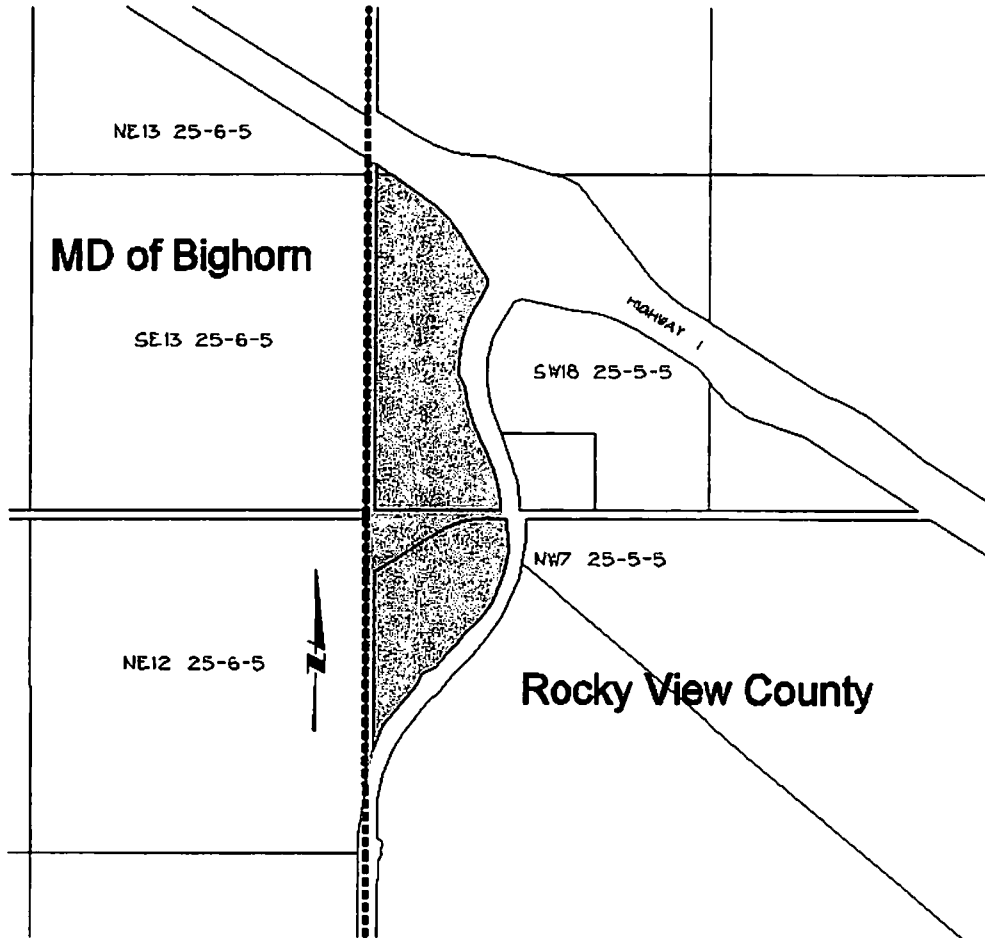 NE13 25-6-5
MD of Bighorn
SE13 25-6-5
HIGHWAY 1
SW18 25-5-5
NW7 25-5-5
NE12 25-6-5
N
Rocky View County